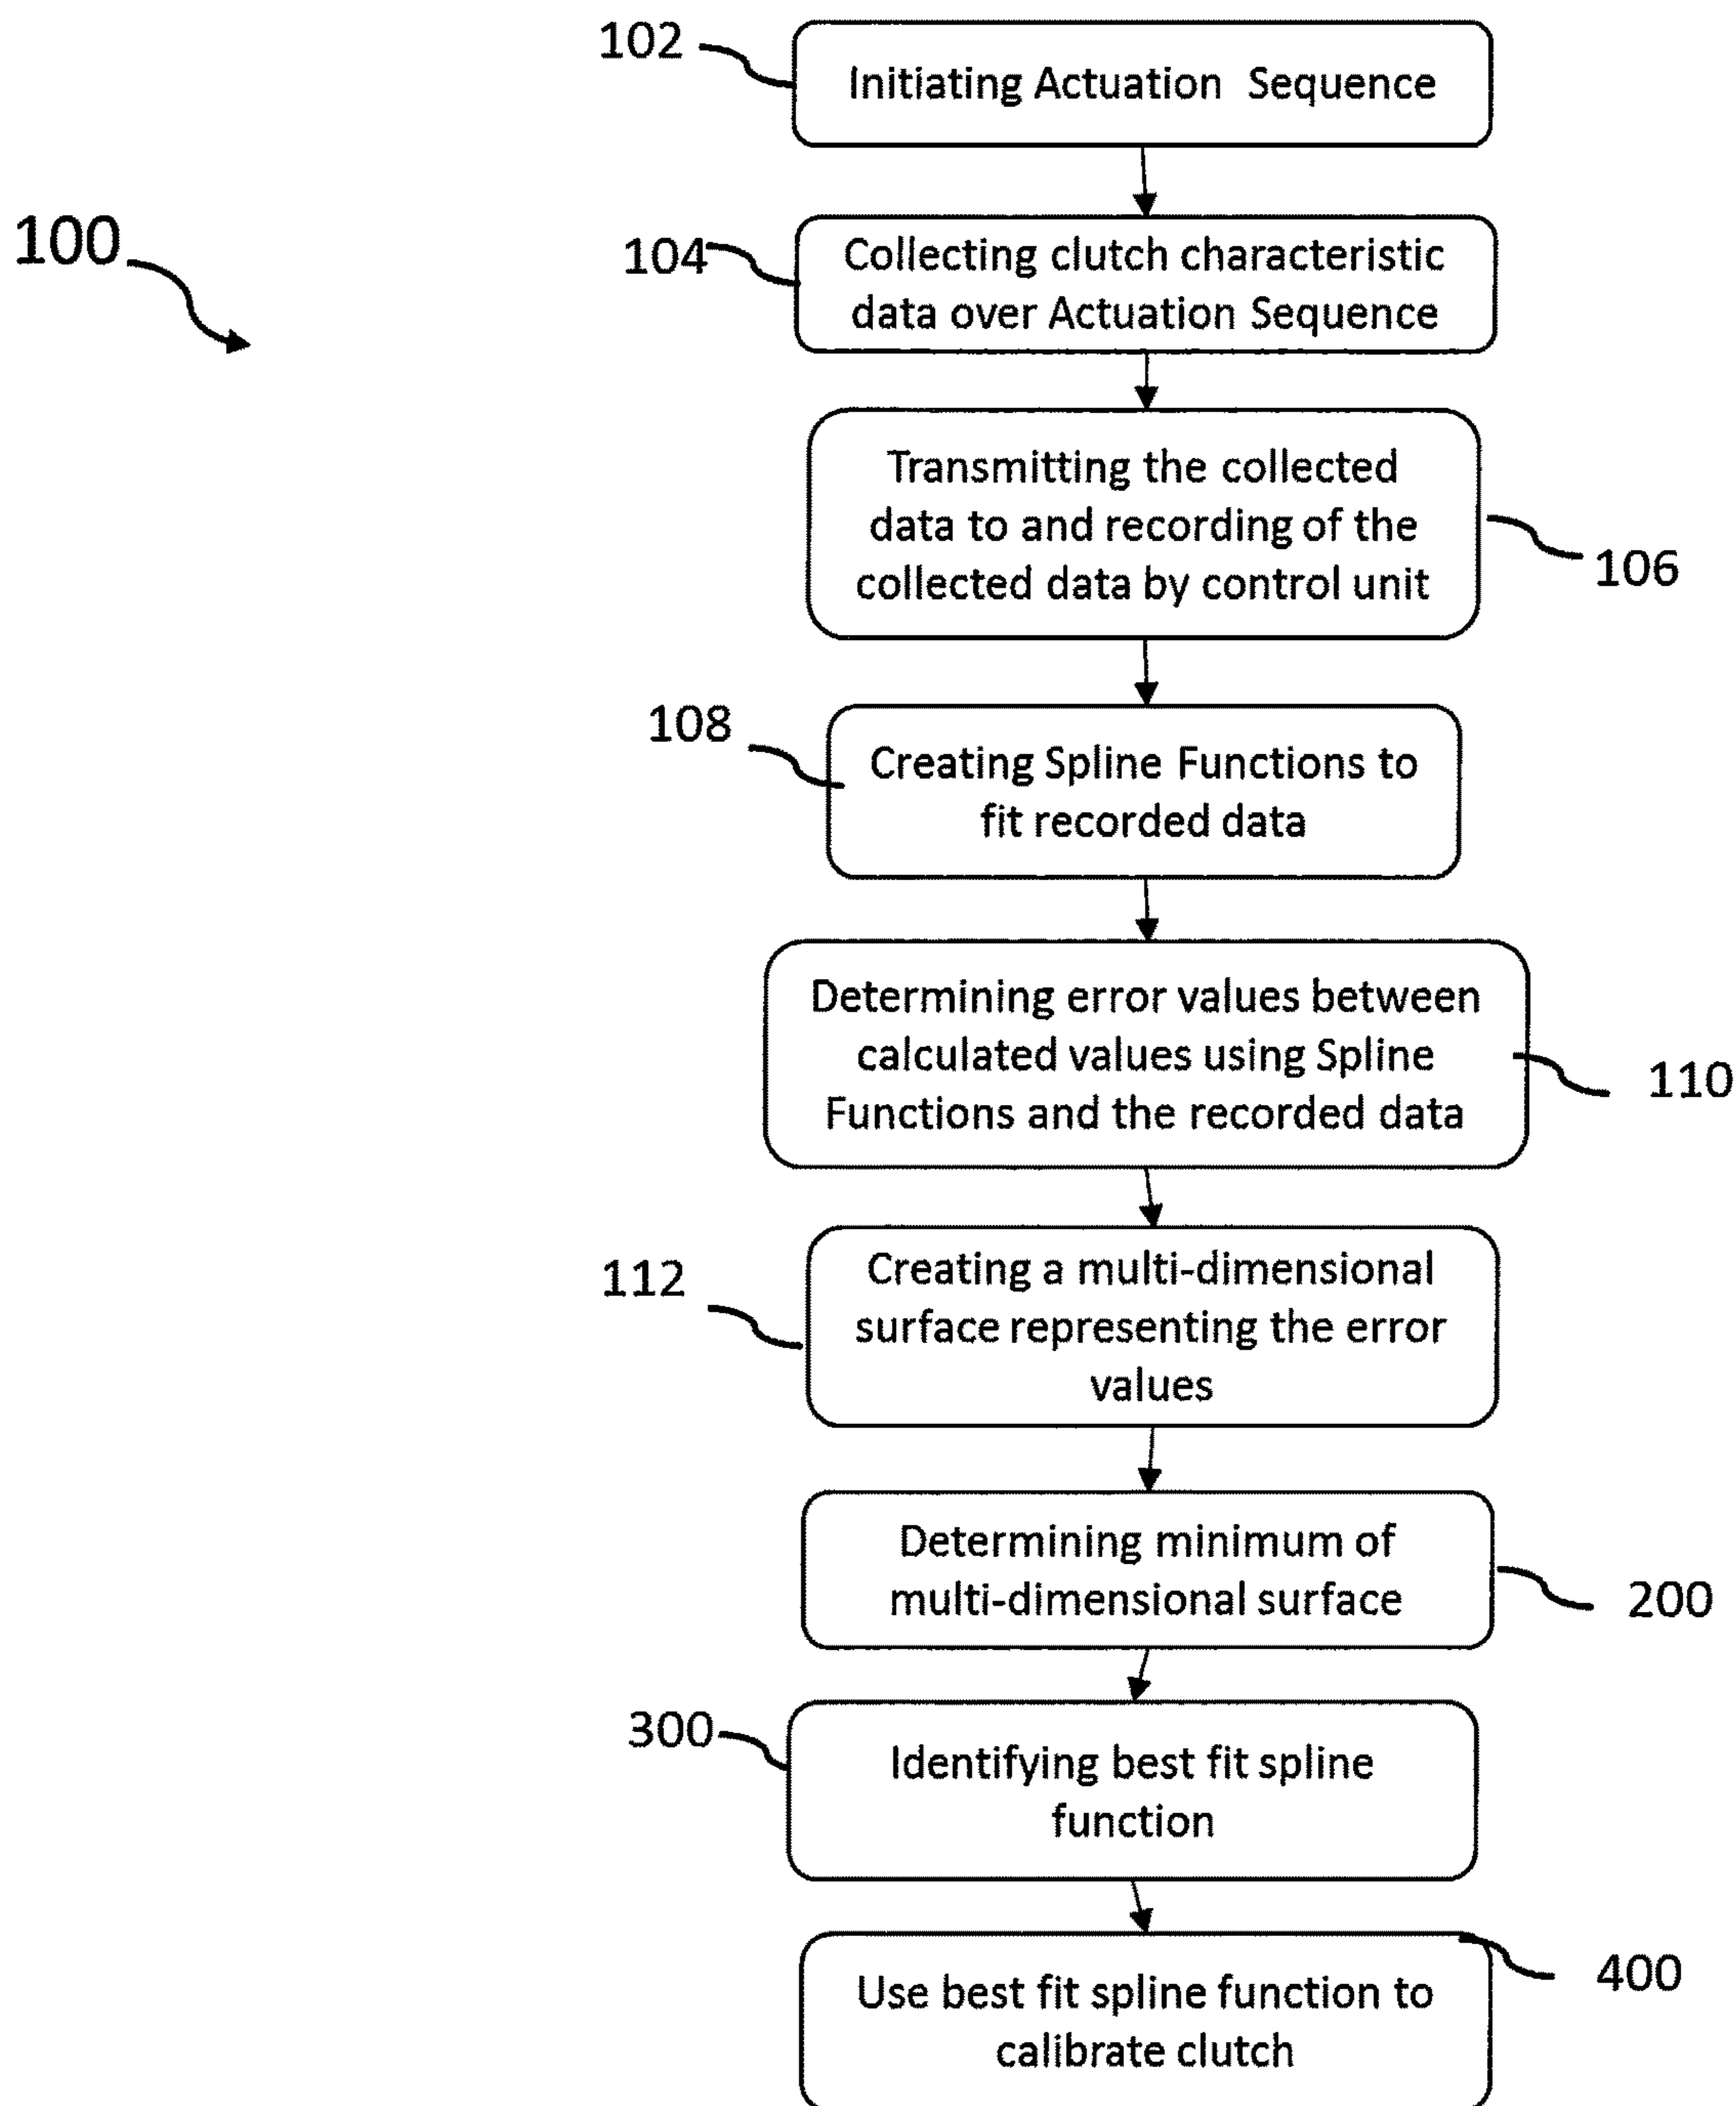 102
Initiating Actuation Sequence
100
104
Collecting clutch characteristic
data over Actuation Sequence
Transmitting the collected
data to and recording of the
collected data by control unit
106
108
Creating Spline Functions to
fit recorded data
Determining error values between
calculated values using Spline
Functions and the recorded data
110
112
Creating a multi-dimensional
surface representing the error
values
Determining minimum of
multi-dimensional surface
200
300
Identifying best fit spline
function
400
Use best fit spline function to
calibrate clutch